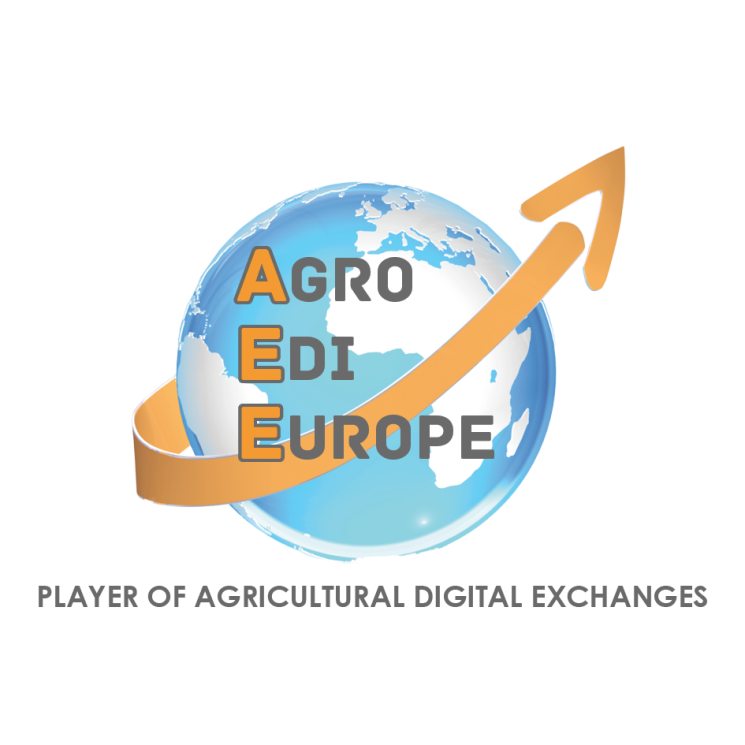 AGRO
EDI
EUROPE
PLAYER OF AGRICULTURAL DIGITAL EXCHANGES